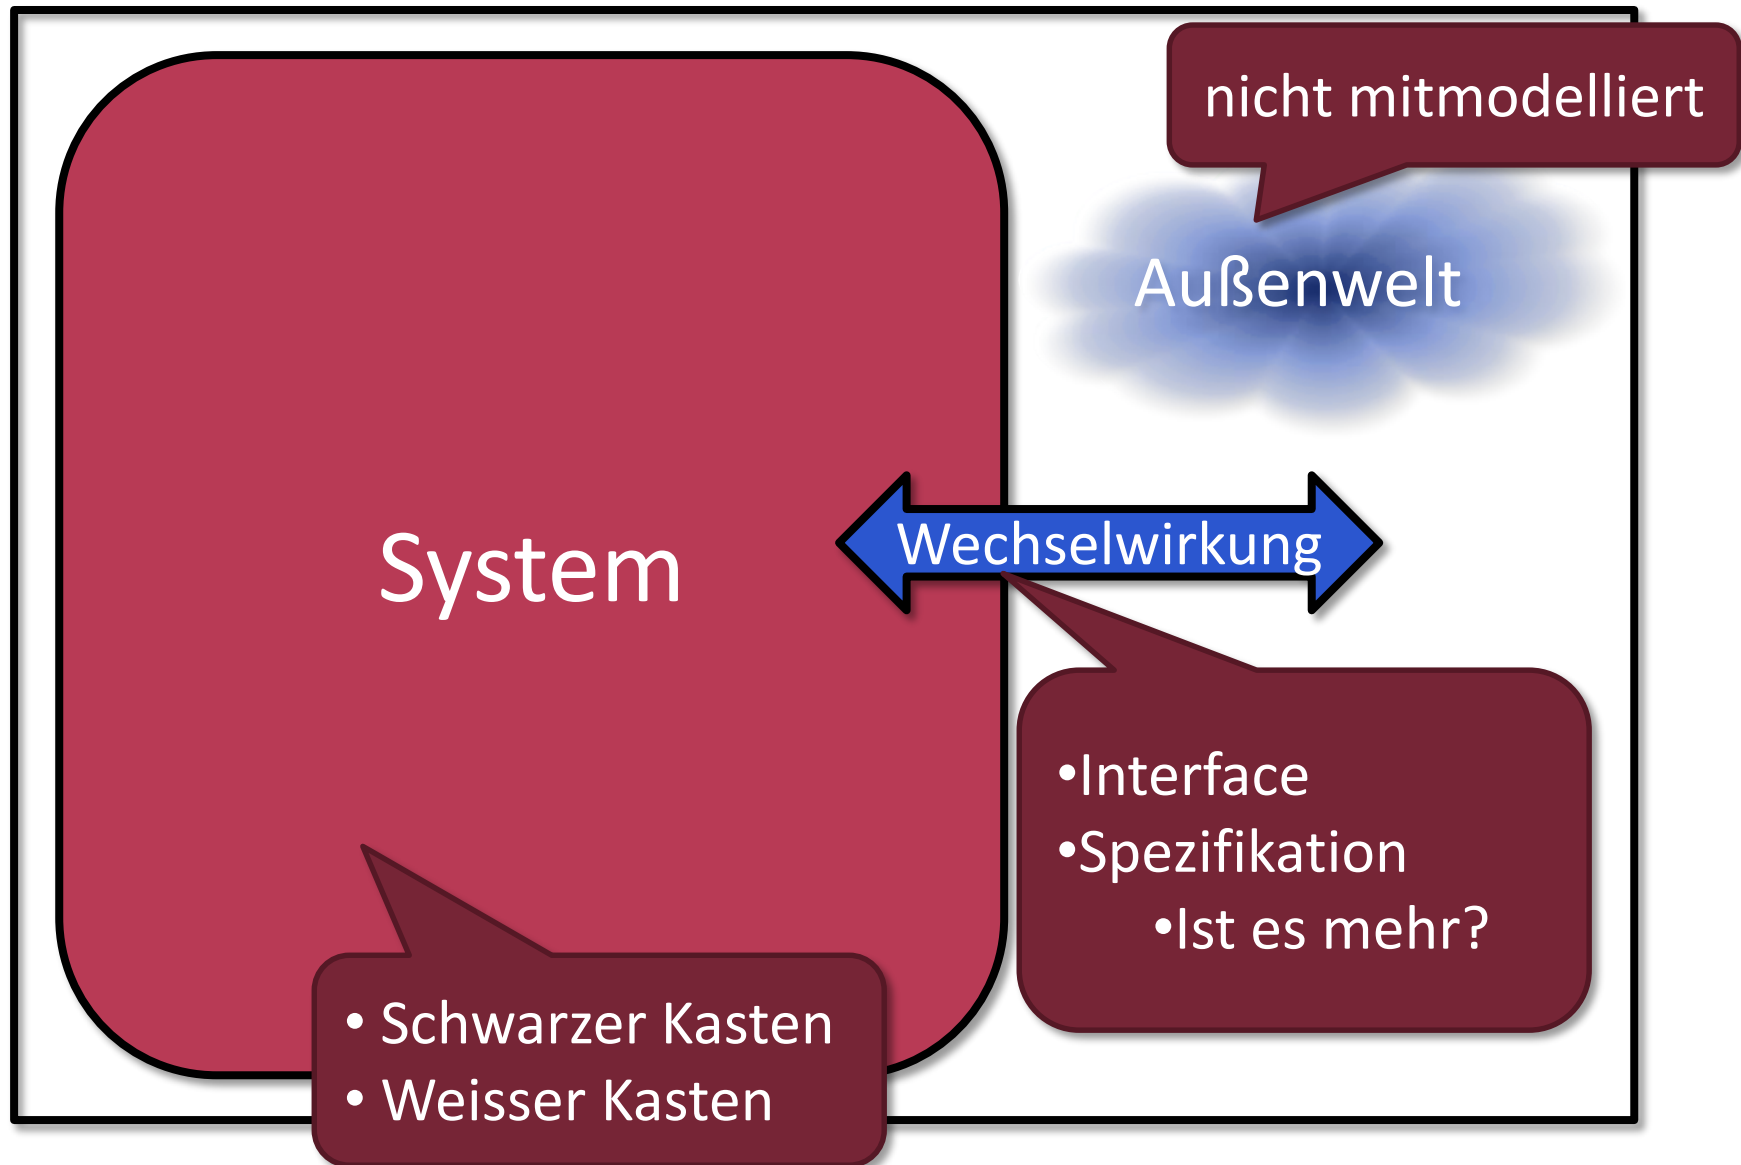 nicht mitmodelliert
Außenwelt
System
Wechselwirkung
•Interface
•Spezifikation
•Ist es mehr?
• Schwarzer Kasten
• Weisser Kasten